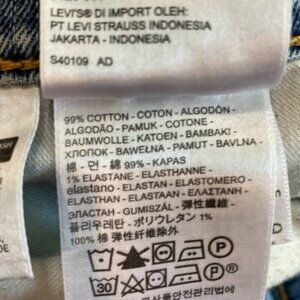 LEVI'S® DI IMPORT OLEH:
PT LEVI STRAUSS INDONESIA
JAKARTA - INDONESIA
S40109 AD
99% COTTON - COTON - ALGODÓN
ALGODÃO - PAMUK - COTONE -
BAUMWOLLE - KATOEN - BAMBAKI -
ХЛОПОК - BAWEŁNA - PAMUT - BAVLNA -
棉 - 면 - 綿 99% - KAPAS
1% ELASTANE - ELASTHANNE -
elastano - ELASTAN - ELASTOMERO -
ELASTHAN - ELASTAAN - ΕΛΑΣΤΑΝΗ -
ЭЛАСТАН - GUMISZÁL - 弹性纤维
폴리우레탄 - ポリウレタン 1%
100% 棉 弹性纤维除外
30
P